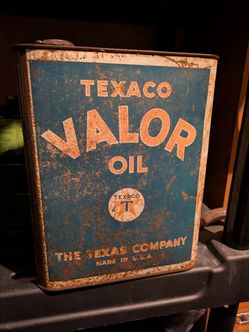 TEXACO
VALOR
OIL
TEXACO
T
THE TEXAS COMPANY
MADE IN U.S.A.